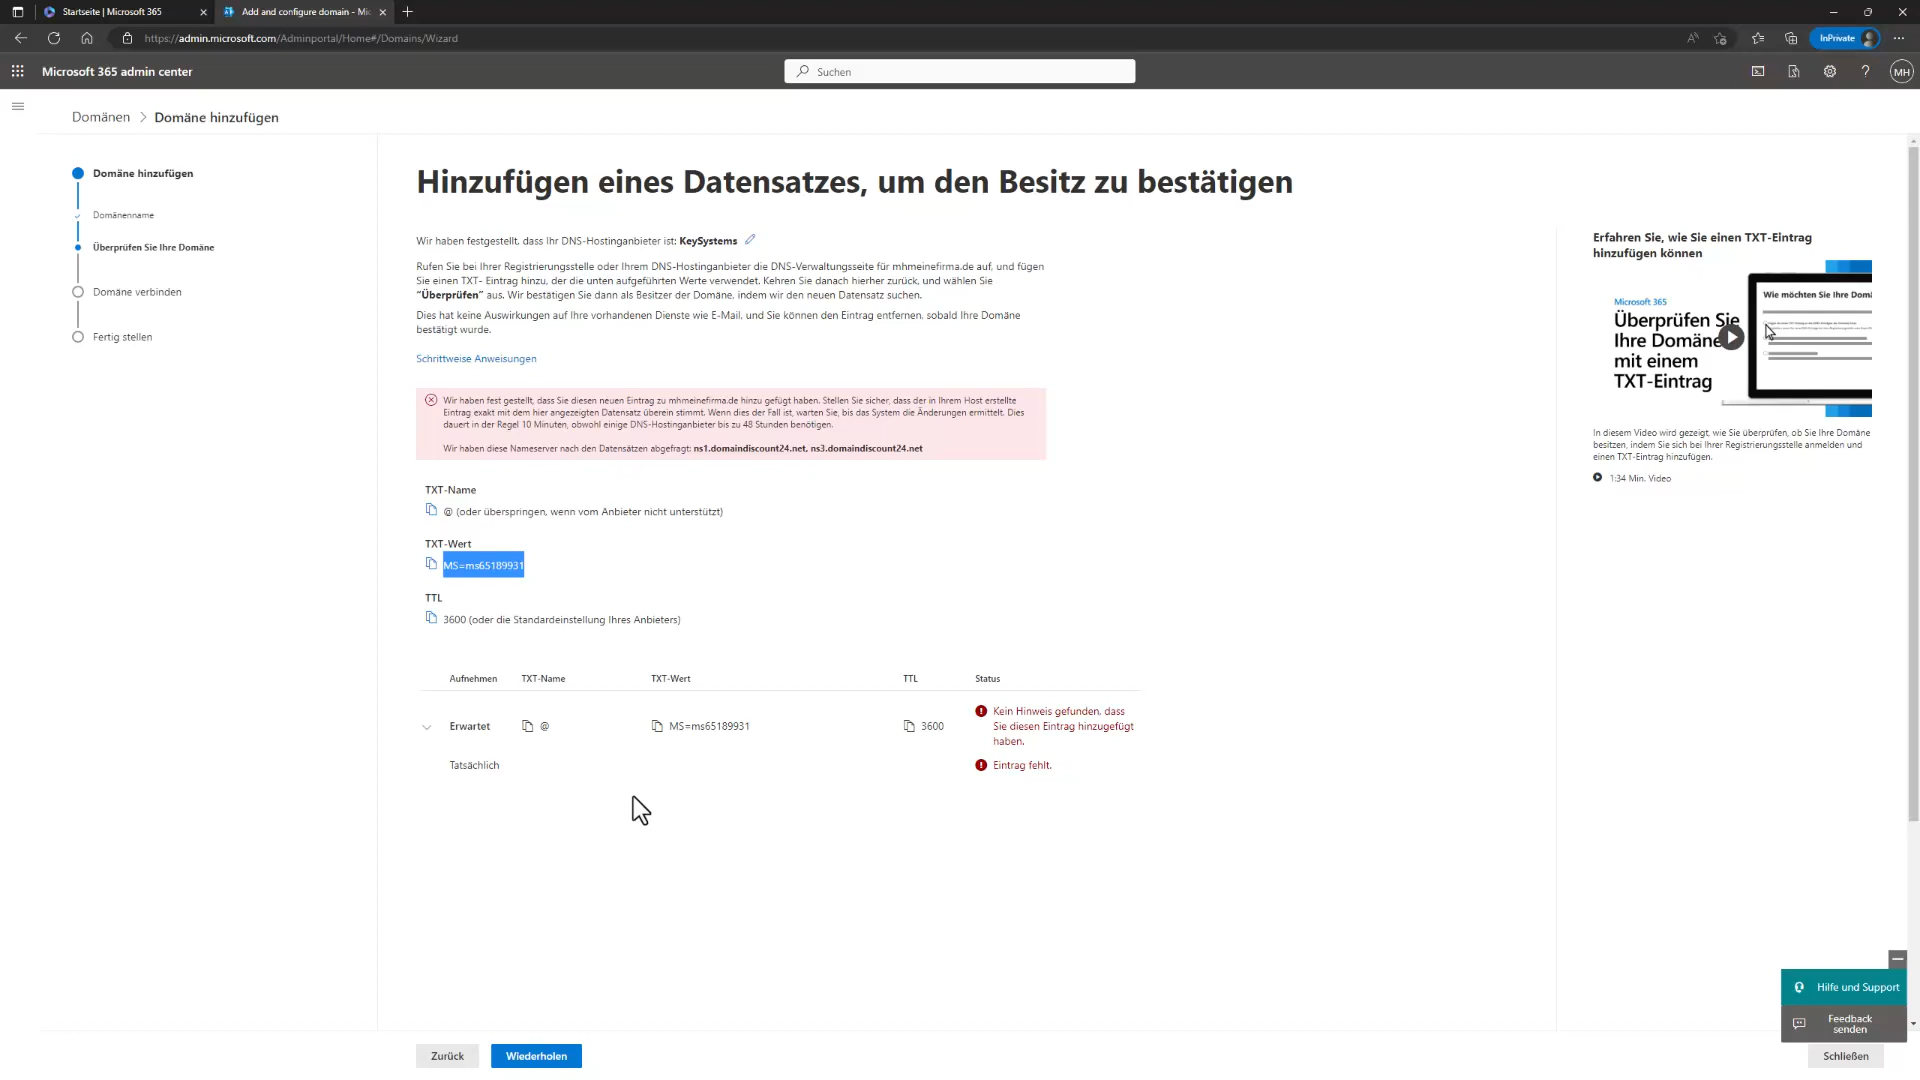 Startseite | Microsoft 365
Add and configure domain - Mic
https://admin.microsoft.com/Adminportal/Home#/Domains/Wizard
InPrivate
Microsoft 365 admin center
Suchen
MH
Domänen > Domäne hinzufügen
Domäne hinzufügen
Domänenname
Überprüfen Sie Ihre Domäne
Domäne verbinden
Fertig stellen
Hinzufügen eines Datensatzes, um den Besitz zu bestätigen
Wir haben festgestellt, dass Ihr DNS-Hostinganbieter ist: KeySystems
Rufen Sie bei Ihrer Registrierungsstelle oder Ihrem DNS-Hostinganbieter die DNS-Verwaltungsseite für mhmeinefirma.de auf, und fügen
Sie einen TXT- Eintrag hinzu, der die unten aufgeführten Werte verwendet. Kehren Sie danach hierher zurück, und wählen Sie
"Überprüfen" aus. Wir bestätigen Sie dann als Besitzer der Domäne, indem wir den neuen Datensatz suchen.
Dies hat keine Auswirkungen auf Ihre vorhandenen Dienste wie E-Mail, und Sie können den Eintrag entfernen, sobald Ihre Domäne
bestätigt wurde.
Schrittweise Anweisungen
Wir haben fest gestellt, dass Sie diesen neuen Eintrag zu mhmeinefirma.de hinzu gefügt haben. Stellen Sie sicher, dass der in Ihrem Host erstellte
Eintrag exakt mit dem hier angezeigten Datensatz überein stimmt. Wenn dies der Fall ist, warten Sie, bis das System die Änderungen ermittelt. Dies
dauert in der Regel 10 Minuten, obwohl einige DNS-Hostinganbieter bis zu 48 Stunden benötigen.
Wir haben diese Nameserver nach den Datensätzen abgefragt: ns1.domaindiscount24.net, ns3.domaindiscount24.net
TXT-Name
@ (oder überspringen, wenn vom Anbieter nicht unterstützt)
TXT-Wert
MS=ms65189931
TTL
3600 (oder die Standardeinstellung Ihres Anbieters)
Aufnehmen TXT-Name TXT-Wert TTL Status
Erwartet @ MS=ms65189931 3600
Kein Hinweis gefunden, dass
Sie diesen Eintrag hinzugefügt
haben.
Tatsächlich Eintrag fehlt.
Erfahren Sie, wie Sie einen TXT-Eintrag
hinzufügen können
Microsoft 365
Überprüfen Sie
Ihre Domäne
mit einem
TXT-Eintrag
Wie möchten Sie Ihre Domä
In diesem Video wird gezeigt, wie Sie überprüfen, ob Sie Ihre Domäne
besitzen, indem Sie sich bei Ihrer Registrierungsstelle anmelden und
einen TXT-Eintrag hinzufügen.
1:34 Min. Video
Hilfe und Support
Feedback
senden
Zurück
Wiederholen
Schließen